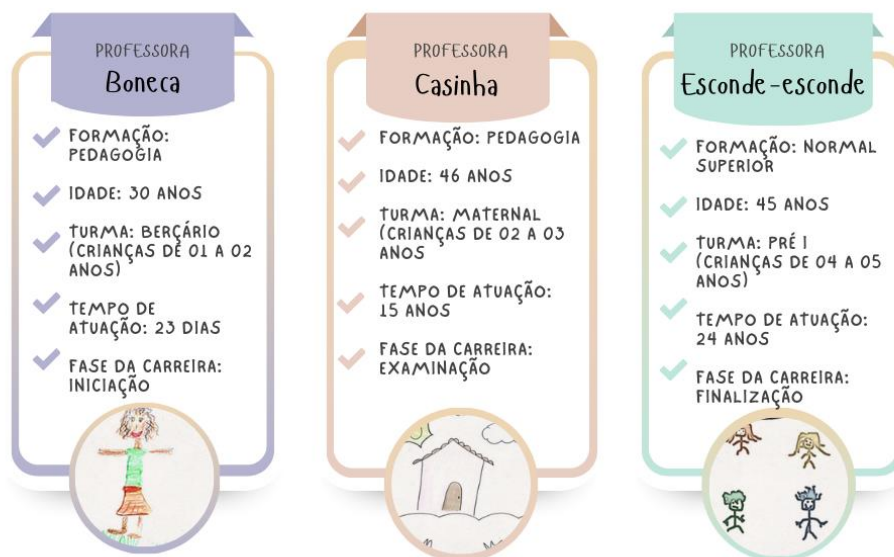 PROFESSORA
Boneca
FORMAÇÃO:
PEDAGOGIA
IDADE: 30 ANOS
TURMA: BERÇÁRIO
(CRIANÇAS DE 01 A 02
ANOS)
TEMPO DE
ATUAÇÃO: 23 DIAS
FASE DA CARREIRA:
INICIAÇÃO
PROFESSORA
Casinha
FORMAÇÃO: PEDAGOGIA
IDADE: 46 ANOS
TURMA: MATERNAL
(CRIANÇAS DE 02 A 03
ANOS
TEMPO DE ATUAÇÃO:
15 ANOS
FASE DA CARREIRA:
EXAMINAÇÃO
PROFESSORA
Esconde-esconde
FORMAÇÃO: NORMAL
SUPERIOR
IDADE: 45 ANOS
TURMA: PRÉ I
(CRIANÇAS DE 04 A 05
ANOS)
TEMPO DE ATUAÇÃO:
24 ANOS
FASE DA CARREIRA:
FINALIZAÇÃO